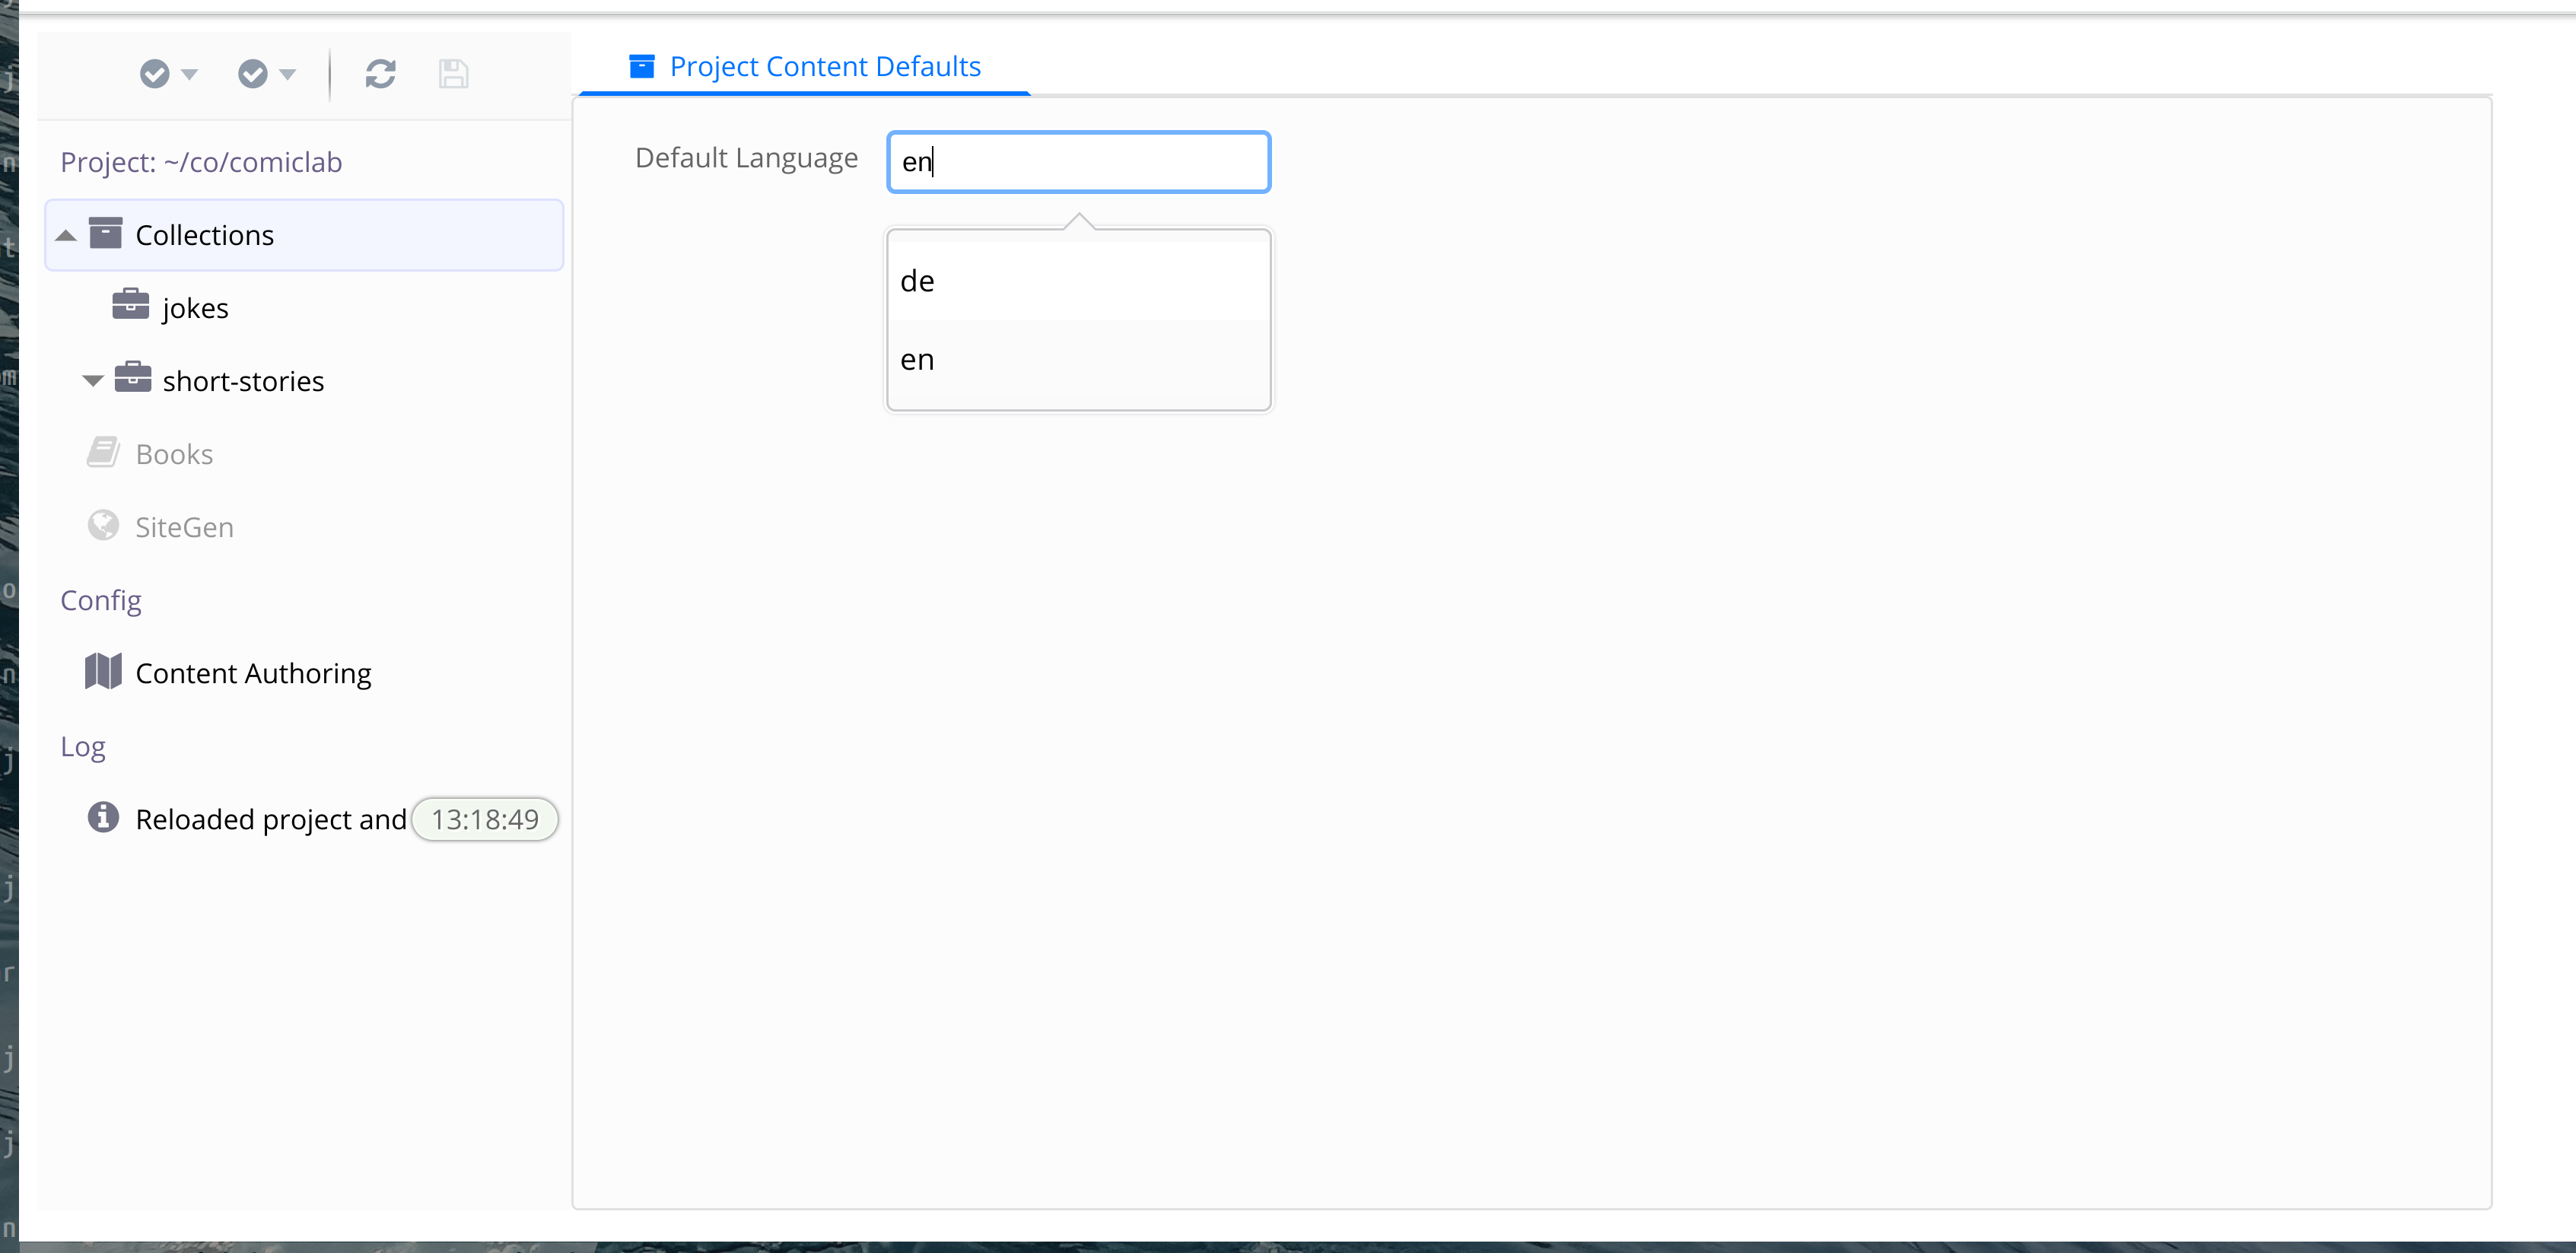 Project Content Defaults
Project: ~/co/comiclab
Collections
jokes
short-stories
Books
SiteGen
Config
Content Authoring
Log
Reloaded project and 13:18:49
Default Language en
de
en